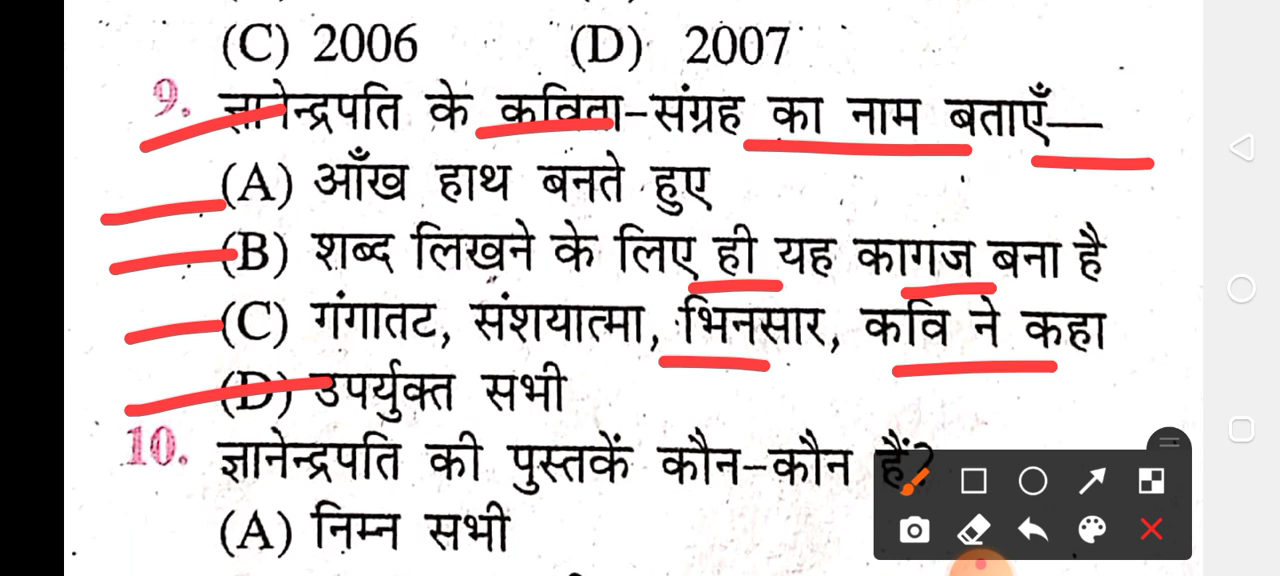 (C) 2006 (D) 2007
9. ज्ञानेन्द्रपति के कविता-संग्रह का नाम बताएँ—
(A) आँख हाथ बनते हुए
(B) शब्द लिखने के लिए ही यह कागज बना है
(C) गंगातट, संशयात्मा, भिनसार, कवि ने कहा
(D) उपर्युक्त सभी
10. ज्ञानेन्द्रपति की पुस्तकें कौन-कौन हैं?
(A) निम्न सभी